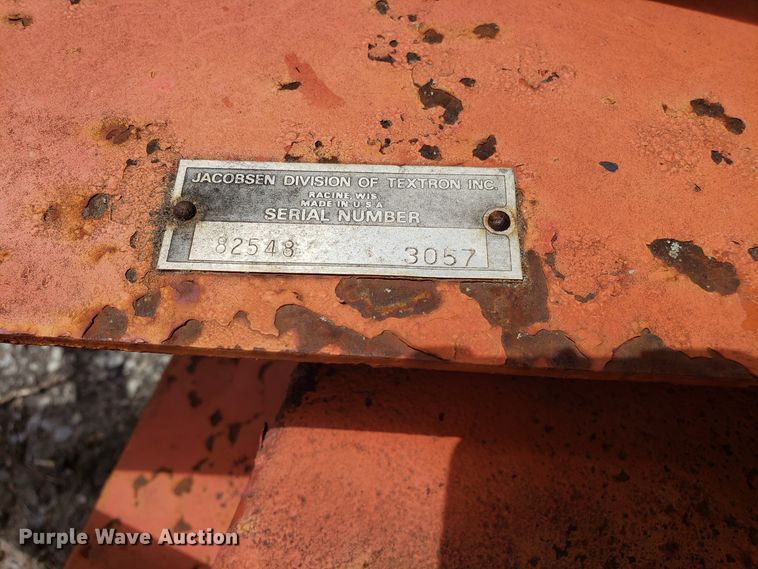 JACOBSEN DIVISION OF TEXTRON INC.
RACINE, WIS.
MADE IN U S A
SERIAL NUMBER
82548 3057
Purple Wave Auction